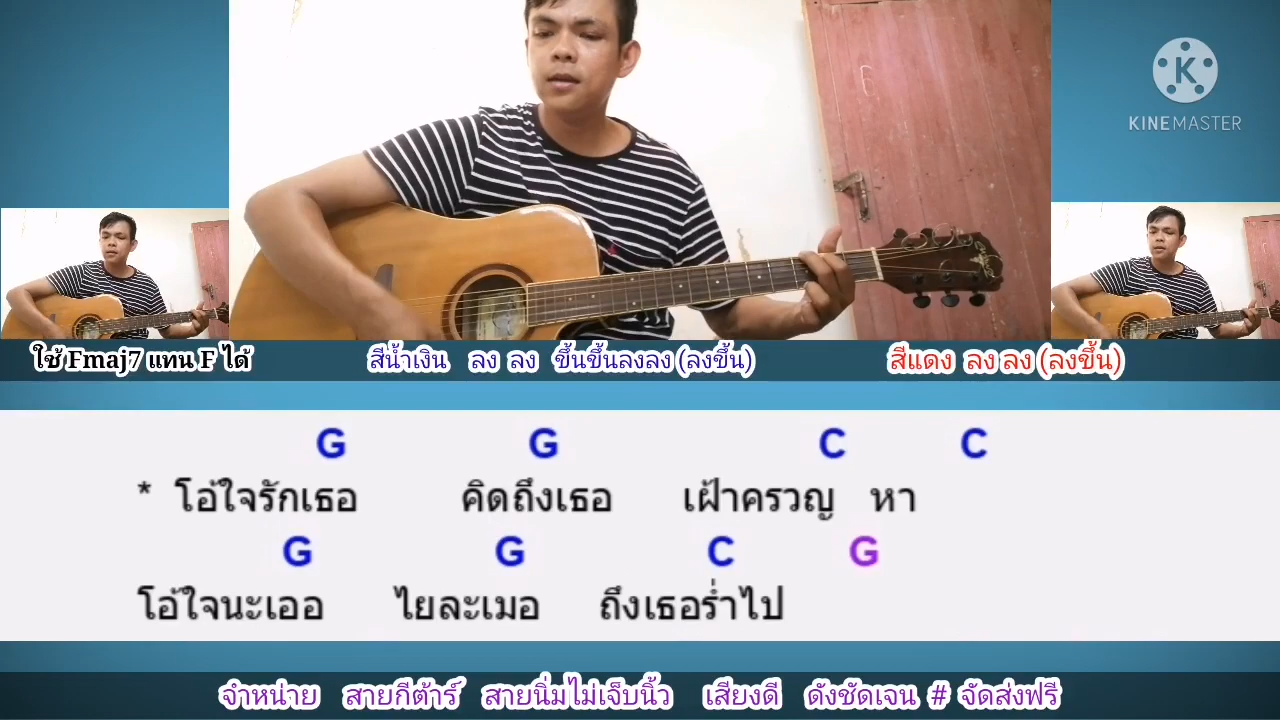 K
KINEMASTER
ใช้ Fmaj7 แทน F ได้
สีน้ำเงิน ลง ลง ขึ้นขึ้นลงลง (ลงขึ้น)
สีแดง ลง ลง (ลงขึ้น)
G G C C
* โอ้ใจรักเธอ คิดถึงเธอ เฝ้าครวญ หา
G G C G
โอ้ใจนะเออ ไยละเมอ ถึงเธอร่ำไป
จำหน่าย สายกีต้าร์ สายนิ่มไม่เจ็บนิ้ว เสียงดี ดังชัดเจน # จัดส่งฟรี